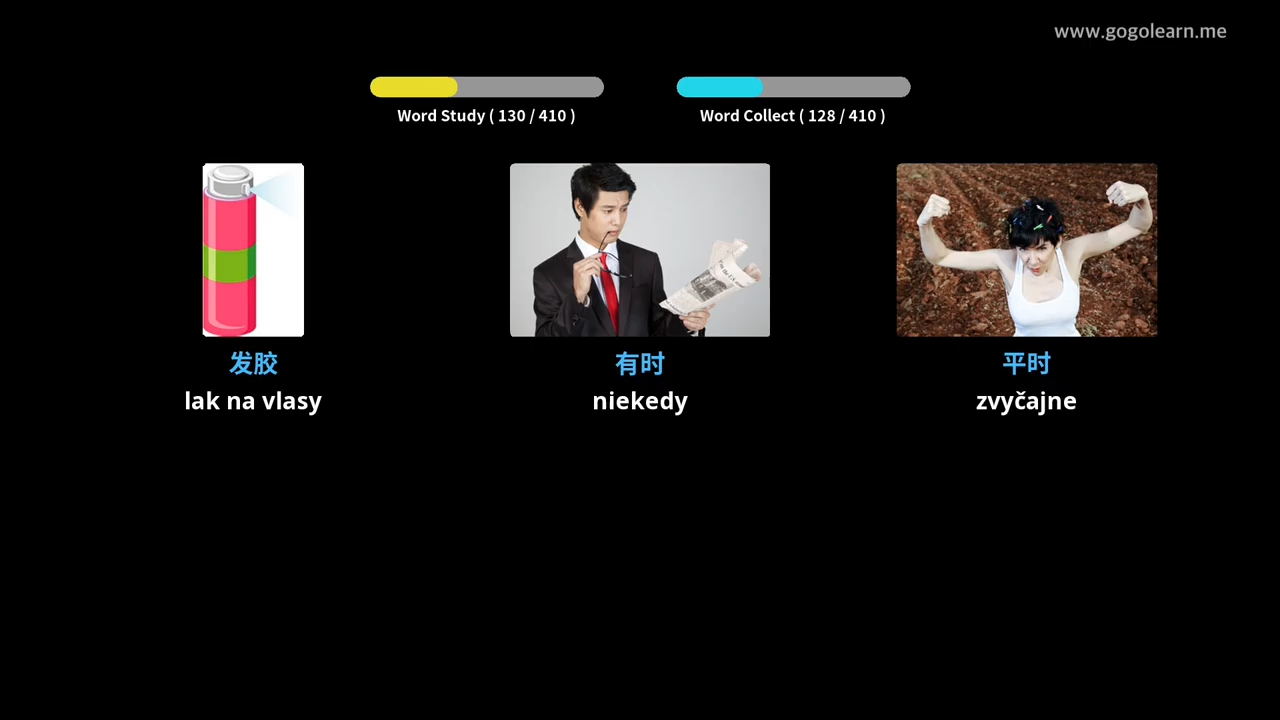 www.gogolearn.me
Word Study ( 130 / 410 )
Word Collect ( 128 / 410 )
发胶
有时
平时
lak na vlasy
niekedy
zvyčajne